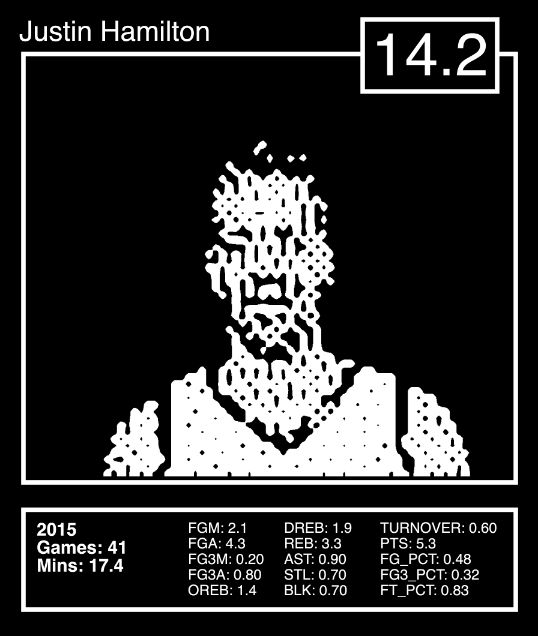 Justin Hamilton
14.2
2015
Games: 41
Mins: 17.4
FGM: 2.1
FGA: 4.3
FG3M: 0.20
FG3A: 0.80
OREB: 1.4
DREB: 1.9
REB: 3.3
AST: 0.90
STL: 0.70
BLK: 0.70
TURNOVER: 0.60
PTS: 5.3
FG_PCT: 0.48
FG3_PCT: 0.32
FT_PCT: 0.83